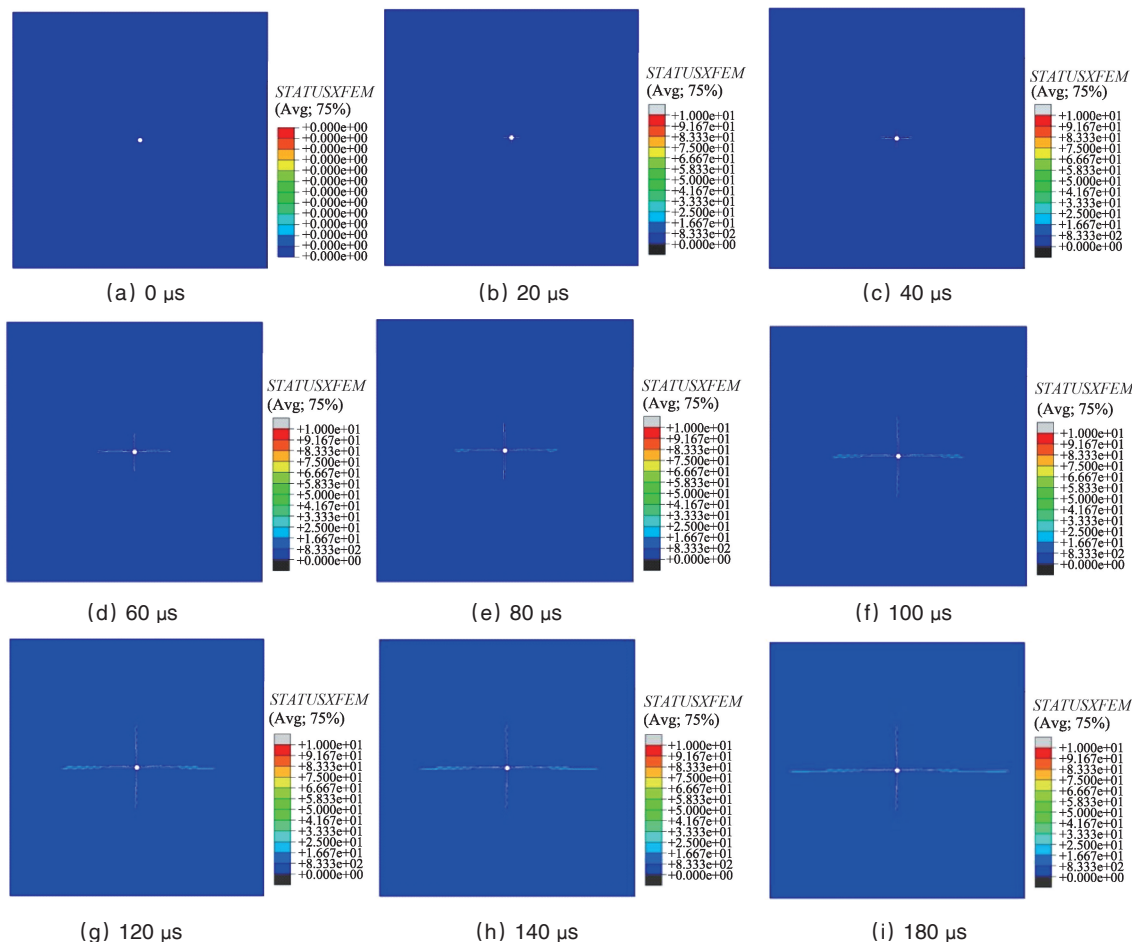 STATUSXFEM
(Avg; 75%)
+0.000e+00
+0.000e+00
+0.000e+00
+0.000e+00
+0.000e+00
+0.000e+00
+0.000e+00
+0.000e+00
+0.000e+00
+0.000e+00
+0.000e+00
+0.000e+00
+0.000e+00
(a) 0 μs
STATUSXFEM
(Avg; 75%)
+1.000e+01
+9.167e+01
+8.333e+01
+7.500e+01
+6.667e+01
+5.833e+01
+5.000e+01
+4.167e+01
+3.333e+01
+2.500e+01
+1.667e+01
+8.333e+02
+0.000e+00
(b) 20 μs
STATUSXFEM
(Avg; 75%)
+1.000e+01
+9.167e+01
+8.333e+01
+7.500e+01
+6.667e+01
+5.833e+01
+5.000e+01
+4.167e+01
+3.333e+01
+2.500e+01
+1.667e+01
+8.333e+02
+0.000e+00
(c) 40 μs
STATUSXFEM
(Avg; 75%)
+1.000e+01
+9.167e+01
+8.333e+01
+7.500e+01
+6.667e+01
+5.833e+01
+5.000e+01
+4.167e+01
+3.333e+01
+2.500e+01
+1.667e+01
+8.333e+02
+0.000e+00
(d) 60 μs
STATUSXFEM
(Avg; 75%)
+1.000e+01
+9.167e+01
+8.333e+01
+7.500e+01
+6.667e+01
+5.833e+01
+5.000e+01
+4.167e+01
+3.333e+01
+2.500e+01
+1.667e+01
+8.333e+02
+0.000e+00
(e) 80 μs
STATUSXFEM
(Avg; 75%)
+1.000e+01
+9.167e+01
+8.333e+01
+7.500e+01
+6.667e+01
+5.833e+01
+5.000e+01
+4.167e+01
+3.333e+01
+2.500e+01
+1.667e+01
+8.333e+02
+0.000e+00
(f) 100 μs
STATUSXFEM
(Avg; 75%)
+1.000e+01
+9.167e+01
+8.333e+01
+7.500e+01
+6.667e+01
+5.833e+01
+5.000e+01
+4.167e+01
+3.333e+01
+2.500e+01
+1.667e+01
+8.333e+02
+0.000e+00
(g) 120 μs
STATUSXFEM
(Avg; 75%)
+1.000e+01
+9.167e+01
+8.333e+01
+7.500e+01
+6.667e+01
+5.833e+01
+5.000e+01
+4.167e+01
+3.333e+01
+2.500e+01
+1.667e+01
+8.333e+02
+0.000e+00
(h) 140 μs
STATUSXFEM
(Avg; 75%)
+1.000e+01
+9.167e+01
+8.333e+01
+7.500e+01
+6.667e+01
+5.833e+01
+5.000e+01
+4.167e+01
+3.333e+01
+2.500e+01
+1.667e+01
+8.333e+02
+0.000e+00
(i) 180 μs